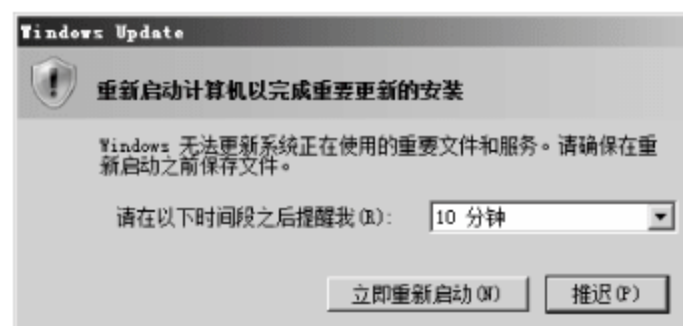 Windows Update
重新启动计算机以完成重要更新的安装
Windows 无法更新系统正在使用的重要文件和服务。请确保在重
新启动之前保存文件。
请在以下时间段之后提醒我(R): 10 分钟
立即重新启动(N) 推迟(P)